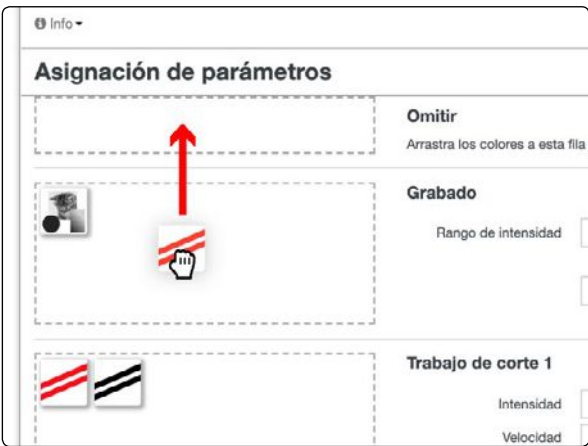 Info
Asignación de parámetros
Omitir
Arrastra los colores a esta fila
Grabado
Rango de intensidad
Trabajo de corte 1
Intensidad
Velocidad